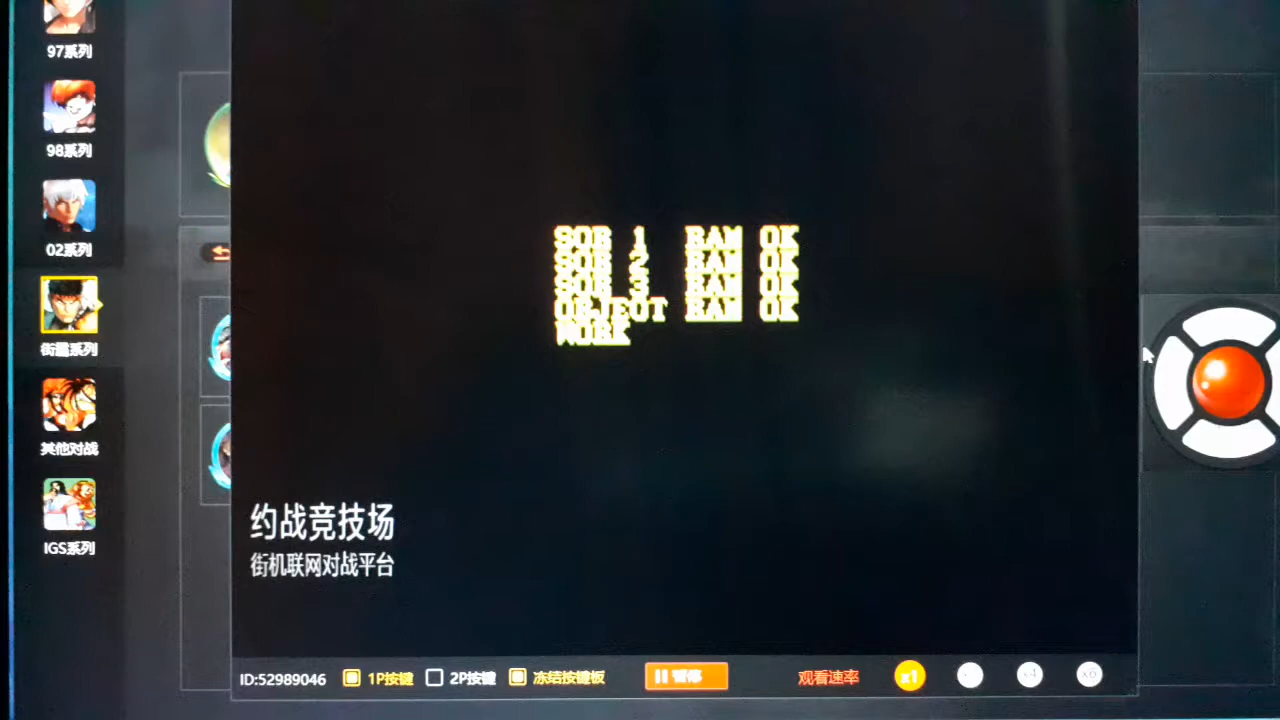 97系列
98系列
02系列
街霸系列
其他对战
IGS系列
SCR 1 RAM OK
SCR 2 RAM OK
SCR 3 RAM OK
OBJECT RAM OK
WORK
约战竞技场
街机联网对战平台
ID:52989046 1P按键 2P按键 冻结按键板 暂停 观看速率 x1 x4